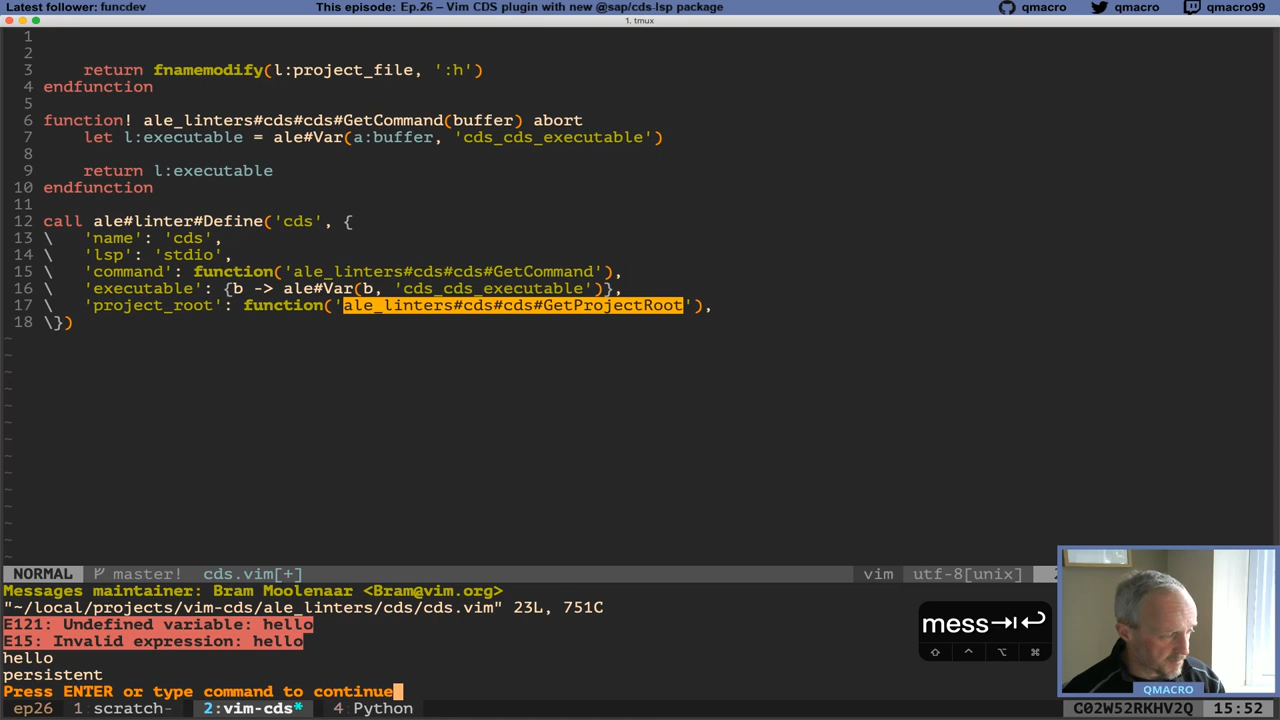 Latest follower: funcdev
This episode: Ep.26 – Vim CDS plugin with new @sap/cds-lsp package
qmacro
qmacro
qmacro99
1. tmux
1
2
3     return fnamemodify(l:project_file, ':h')
4 endfunction
5
6 function! ale_linters#cds#cds#GetCommand(buffer) abort
7     let l:executable = ale#Var(a:buffer, 'cds_cds_executable')
8
9     return l:executable
10 endfunction
11
12 call ale#linter#Define('cds', {
13 \   'name': 'cds',
14 \   'lsp': 'stdio',
15 \   'command': function('ale_linters#cds#cds#GetCommand'),
16 \   'executable': {b -> ale#Var(b, 'cds_cds_executable')},
17 \   'project_root': function('ale_linters#cds#cds#GetProjectRoot'),
18 \})
~
~
~
~
~
~
~
~
~
~
~
~
~
~
NORMAL master! cds.vim[+] vim utf-8[unix]
Messages maintainer: Bram Moolenaar <Bram@vim.org>
"~/local/projects/vim-cds/ale_linters/cds/cds.vim" 23L, 751C
E121: Undefined variable: hello
E15: Invalid expression: hello
hello
persistent
Press ENTER or type command to continue
mess⇥↩
⇧ ⌃ ⌥ ⌘
QMACRO
ep26 1:scratch- 2:vim-cds* 4:Python C02W52RKHV2Q 15:52